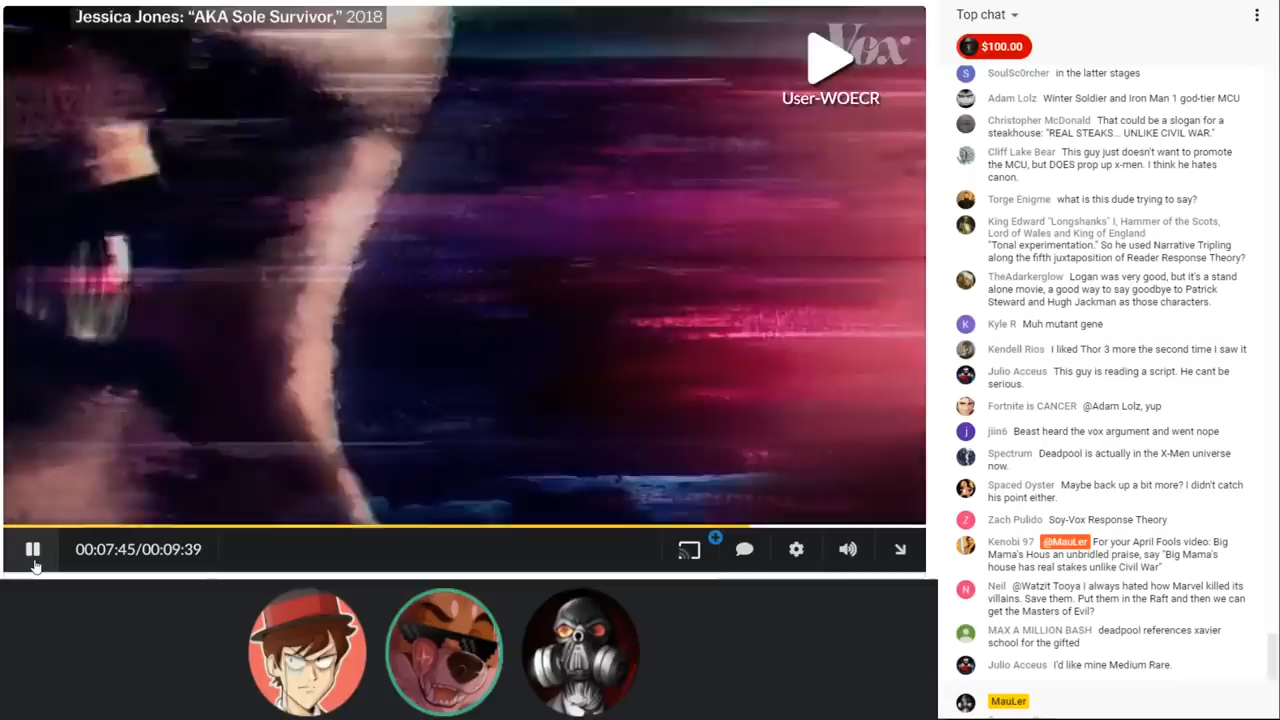 Jessica Jones: “AKA Sole Survivor,” 2018
Vox
User-WOECR
00:07:45/00:09:39
Top chat
$100.00
S SoulSc0rcher in the latter stages
Adam Lolz Winter Soldier and Iron Man 1 god-tier MCU
Christopher McDonald That could be a slogan for a
steakhouse: "REAL STEAKS... UNLIKE CIVIL WAR."
Cliff Lake Bear This guy just doesn't want to promote
the MCU, but DOES prop up x-men. I think he hates
canon.
Torge Enigme what is this dude trying to say?
King Edward "Longshanks" I, Hammer of the Scots,
Lord of Wales and King of England
"Tonal experimentation." So he used Narrative Tripling
along the fifth juxtaposition of Reader Response Theory?
TheAdarkerglow Logan was very good, but it's a stand
alone movie, a good way to say goodbye to Patrick
Steward and Hugh Jackman as those characters.
K Kyle R Muh mutant gene
Kendell Rios I liked Thor 3 more the second time I saw it
Julio Acceus This guy is reading a script. He cant be
serious.
Fortnite is CANCER @Adam Lolz, yup
j jiin6 Beast heard the vox argument and went nope
Spectrum Deadpool is actually in the X-Men universe
now.
Spaced Oyster Maybe back up a bit more? I didn't catch
his point either.
Z Zach Pulido Soy-Vox Response Theory
Kenobi 97 @MauLer For your April Fools video: Big
Mama's Hous an unbridled praise, say "Big Mama's
house has real stakes unlike Civil War"
N Neil @Watzit Tooya I always hated how Marvel killed its
villains. Save them. Put them in the Raft and then we can
get the Masters of Evil?
MAX A MILLION BASH deadpool references xavier
school for the gifted
Julio Acceus I'd like mine Medium Rare.
MauLer